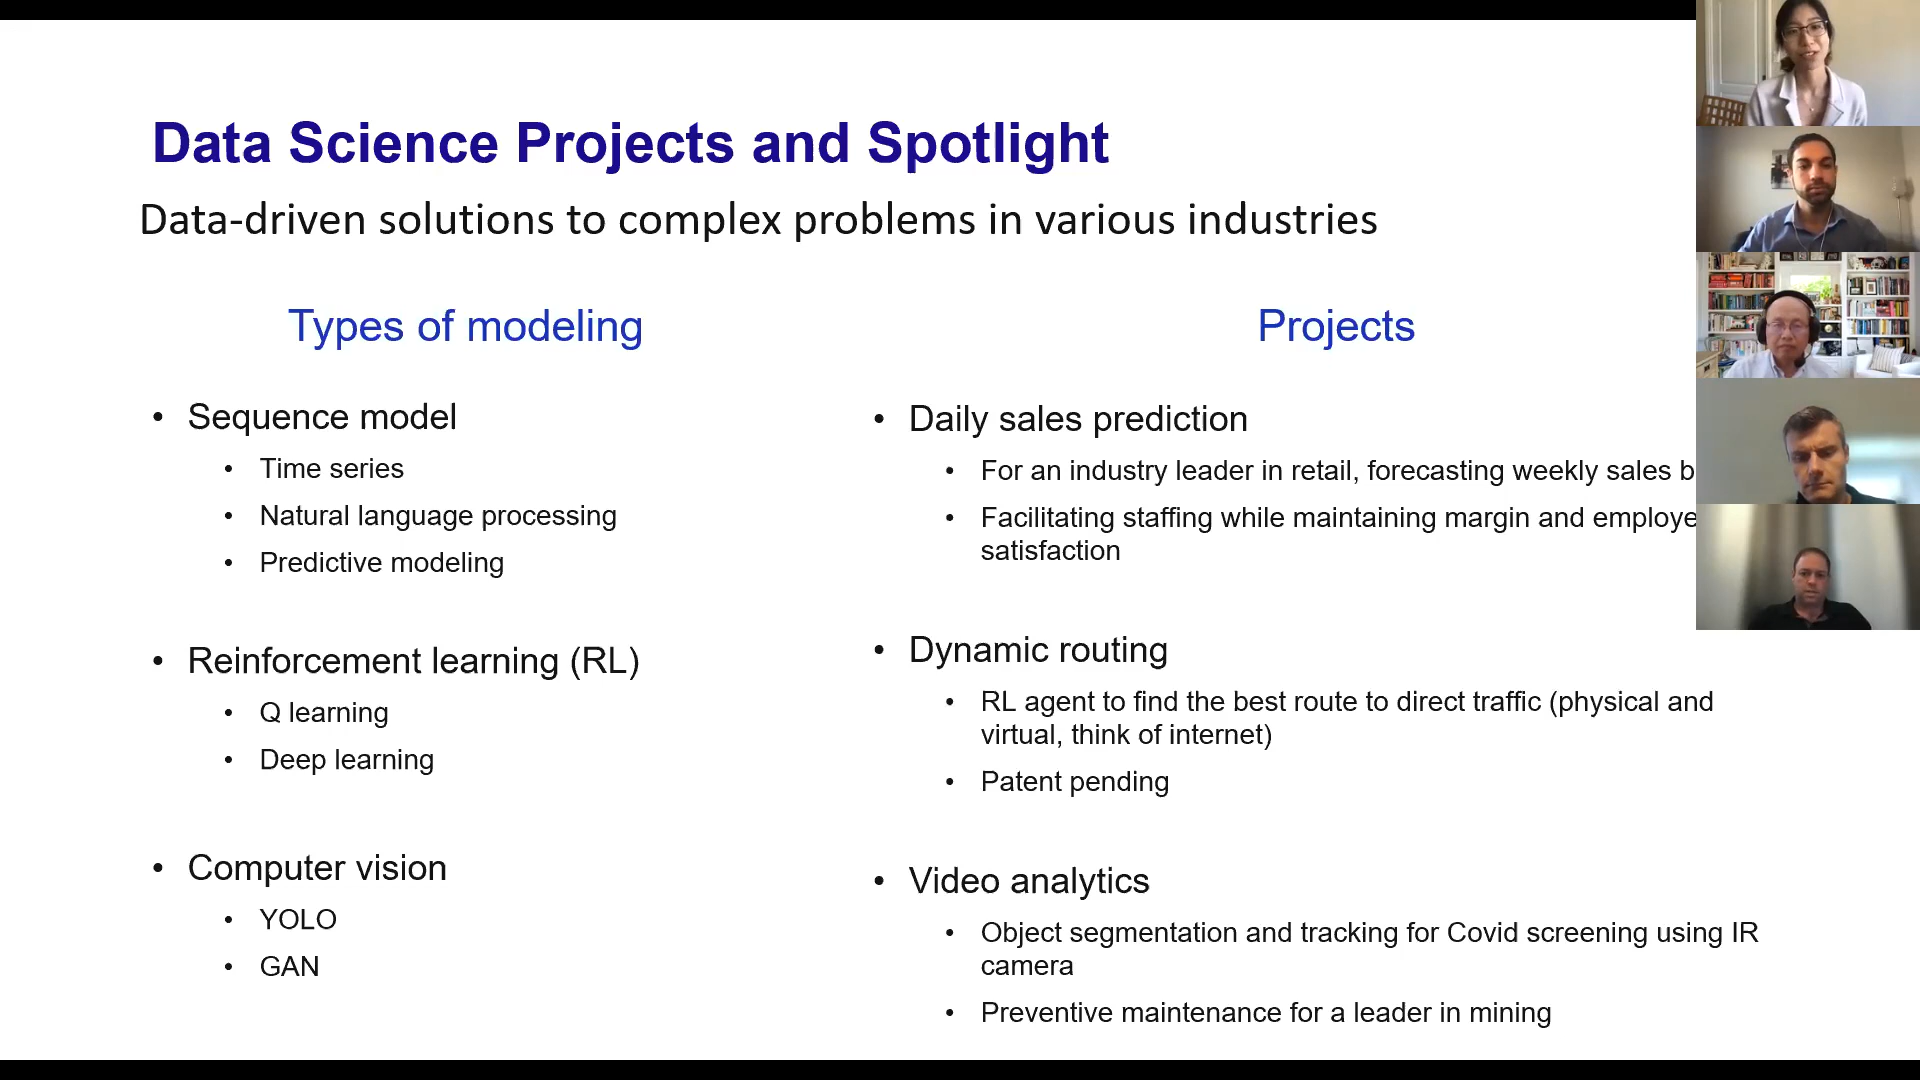 Data Science Projects and Spotlight
Data-driven solutions to complex problems in various industries
Types of modeling
• Sequence model
• Time series
• Natural language processing
• Predictive modeling
• Reinforcement learning (RL)
• Q learning
• Deep learning
• Computer vision
• YOLO
• GAN
Projects
• Daily sales prediction
• For an industry leader in retail, forecasting weekly sales
• Facilitating staffing while maintaining margin and
satisfaction
• Dynamic routing
• RL agent to find the best route to direct traffic (physical and
virtual, think of internet)
• Patent pending
• Video analytics
• Object segmentation and tracking for Covid screening using IR
camera
• Preventive maintenance for a leader in mining